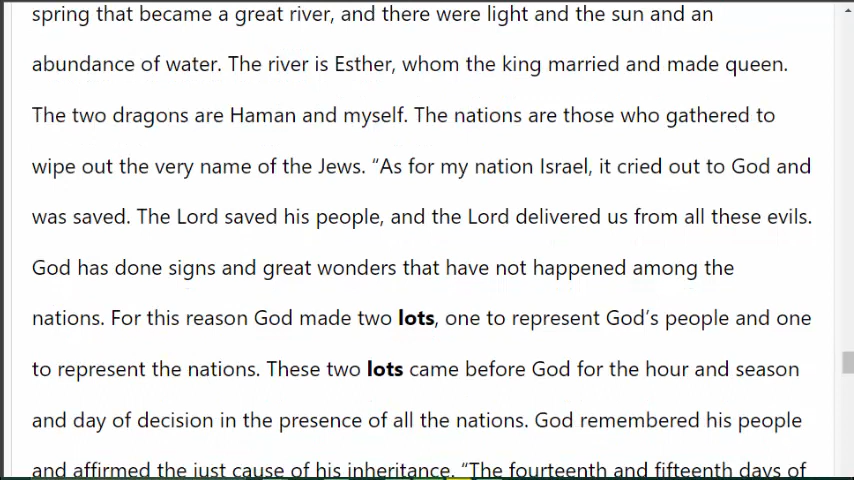 spring that became a great river, and there were light and the sun and an
abundance of water. The river is Esther, whom the king married and made queen.
The two dragons are Haman and myself. The nations are those who gathered to
wipe out the very name of the Jews. “As for my nation Israel, it cried out to God and
was saved. The Lord saved his people, and the Lord delivered us from all these evils.
God has done signs and great wonders that have not happened among the
nations. For this reason God made two lots, one to represent God’s people and one
to represent the nations. These two lots came before God for the hour and season
and day of decision in the presence of all the nations. God remembered his people
and affirmed the just cause of his inheritance. “The fourteenth and fifteenth days of